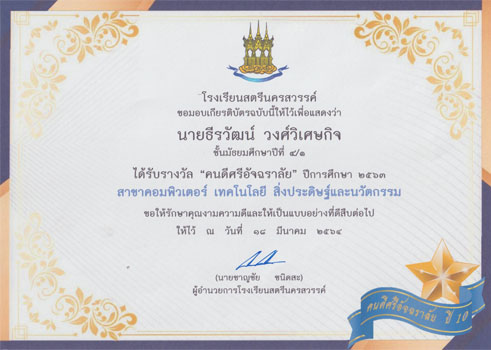 โรงเรียนสตรีนครสวรรค์
ขอมอบเกียรติบัตรฉบับนี้ให้ไว้เพื่อแสดงว่า
นายธีรวัฒน์ วงศ์วิเศษกิจ
ชั้นมัธยมศึกษาปีที่ ๔/๑
ได้รับรางวัล “คนดีศรีอัจฉราลัย” ปีการศึกษา ๒๕๖๓
สาขาคอมพิวเตอร์ เทคโนโลยี สิ่งประดิษฐ์และนวัตกรรม
ขอให้รักษาคุณงามความดีและให้เป็นแบบอย่างที่ดีสืบต่อไป
ให้ไว้ ณ วันที่ ๑๘ มีนาคม ๒๕๖๔
(นายชาญชัย ชนิดสะ)
ผู้อำนวยการโรงเรียนสตรีนครสวรรค์
คนดีศรีอัจฉราลัย ปี 10